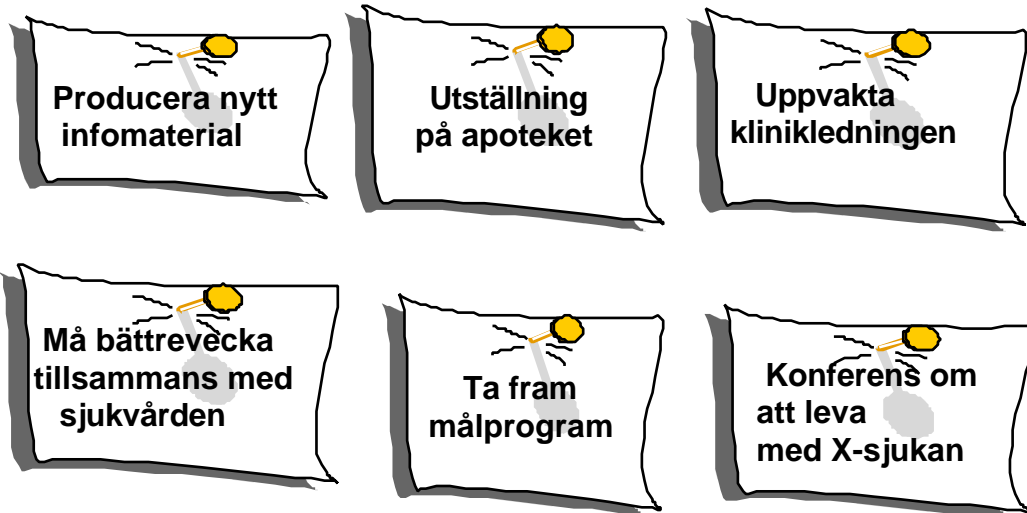 Producera nytt
infomaterial
Utställning
på apoteket
Uppvakta
klinikledningen
Må bättrevecka
tillsammans med
sjukvården
Ta fram
målprogram
Konferens om
att leva
med X-sjukan